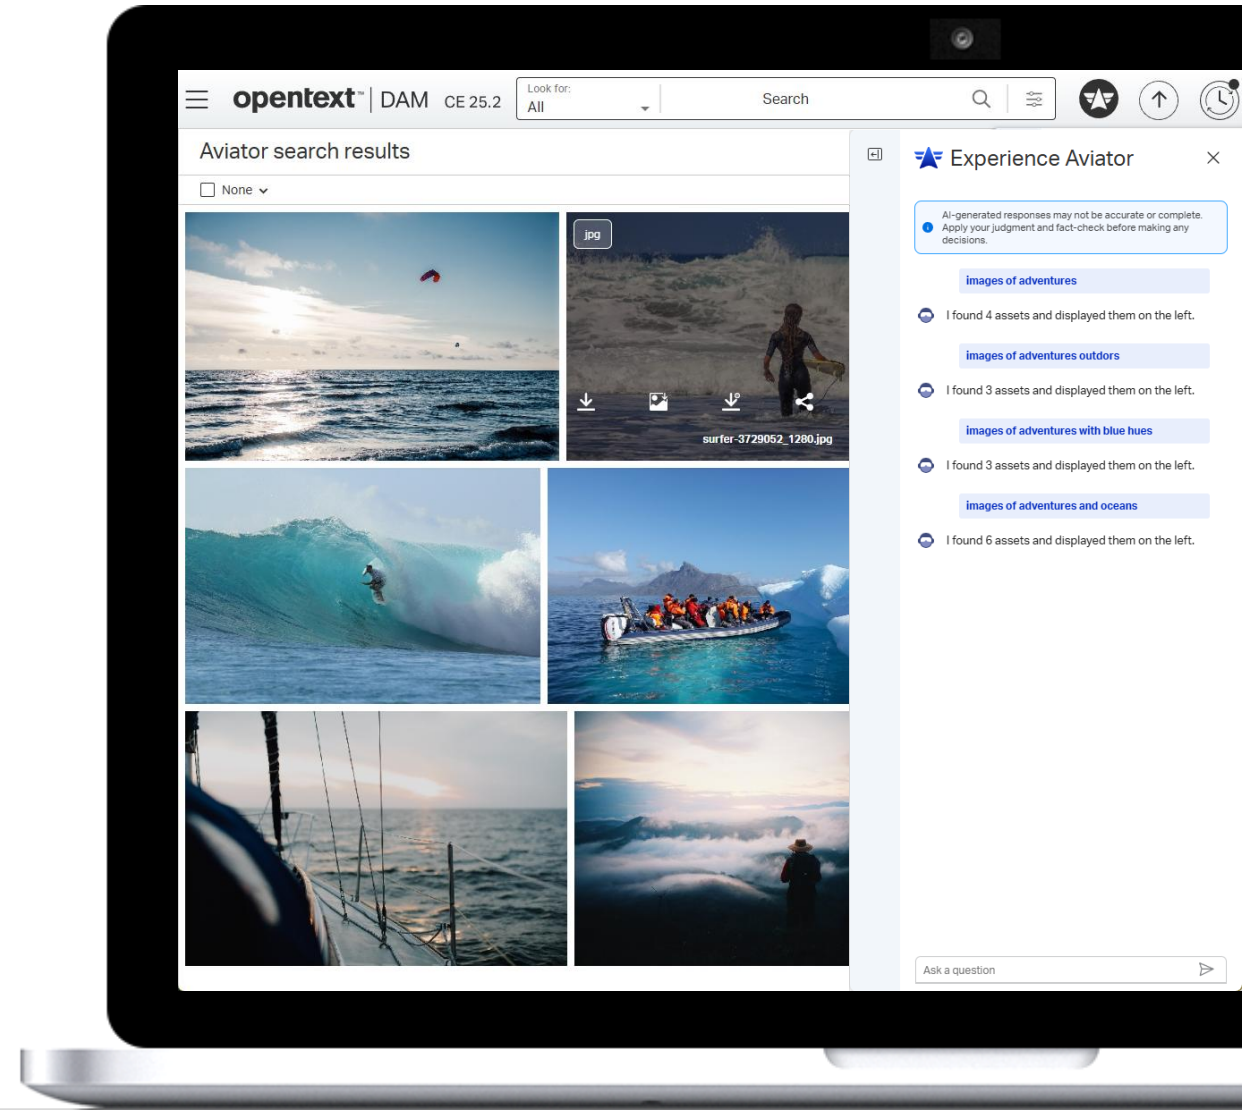 opentext™ | DAM CE 25.2
Look for:
All
Search
Aviator search results
None
jpg
surfer-3729052_1280.jpg
Experience Aviator
AI-generated responses may not be accurate or complete.
Apply your judgment and fact-check before making any
decisions.
images of adventures
I found 4 assets and displayed them on the left.
images of adventures outdors
I found 3 assets and displayed them on the left.
images of adventures with blue hues
I found 3 assets and displayed them on the left.
images of adventures and oceans
I found 6 assets and displayed them on the left.
Ask a question